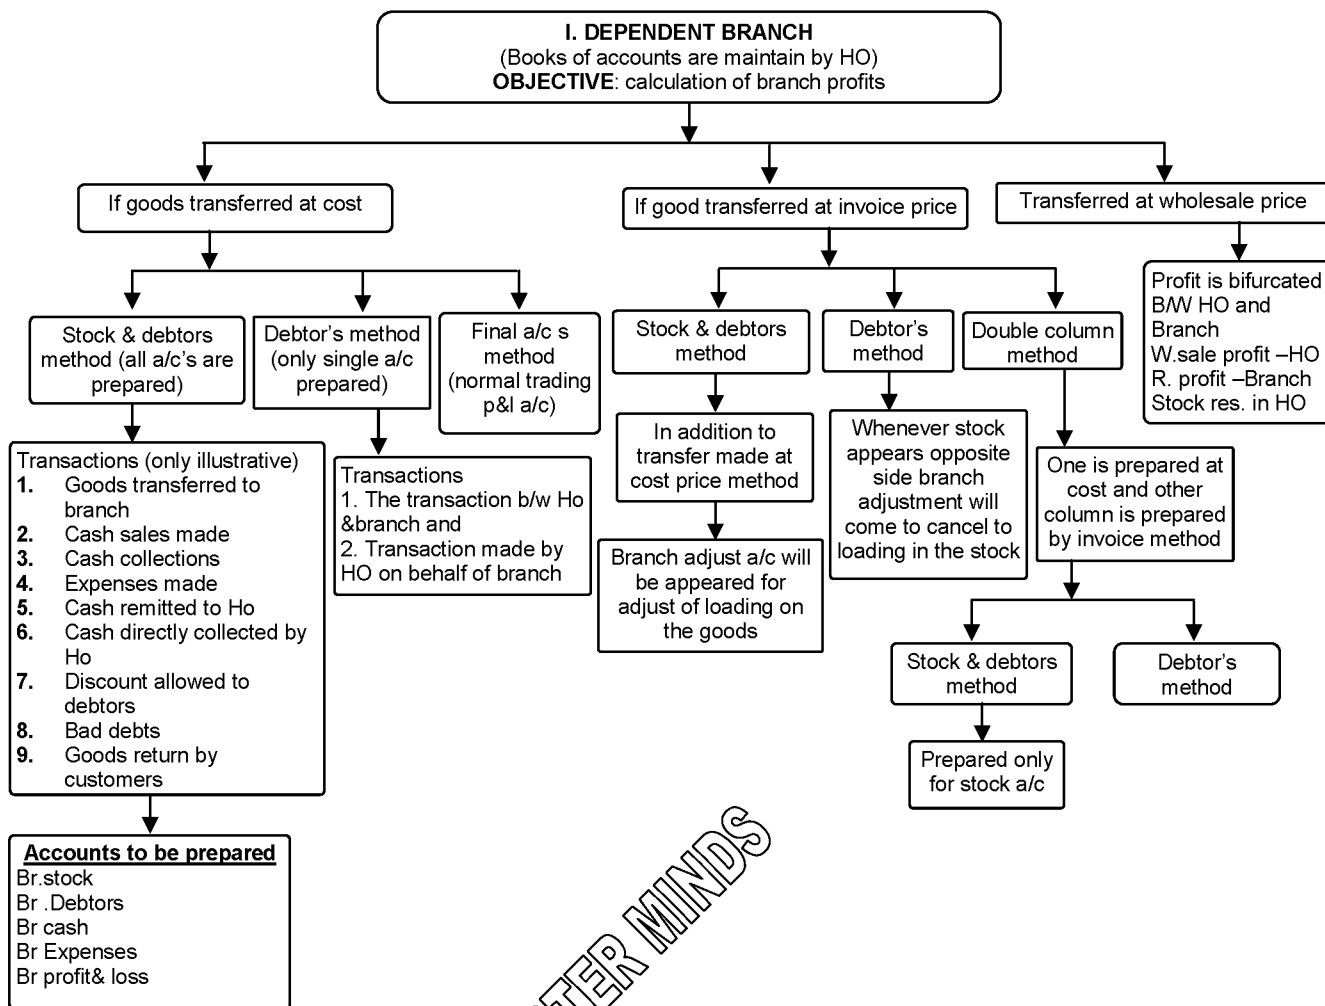 I. DEPENDENT BRANCH
(Books of accounts are maintain by HO)
OBJECTIVE: calculation of branch profits
If goods transferred at cost
If good transferred at invoice price
Transferred at wholesale price
Stock & debtors
method (all a/c's are
prepared)
Debtor's method
(only single a/c
prepared)
Final a/c s
method
(normal trading
p&l a/c)
Stock & debtors
method
Debtor's
method
Double column
method
Profit is bifurcated
B/W HO and
Branch
W.sale profit –HO
R. profit –Branch
Stock res. in HO
Transactions (only illustrative)
1. Goods transferred to
branch
2. Cash sales made
3. Cash collections
4. Expenses made
5. Cash remitted to Ho
6. Cash directly collected by
Ho
7. Discount allowed to
debtors
8. Bad debts
9. Goods return by
customers
Transactions
1. The transaction b/w Ho
&branch and
2. Transaction made by
HO on behalf of branch
In addition to
transfer made at
cost price method
Whenever stock
appears opposite
side branch
adjustment will
come to cancel to
loading in the stock
One is prepared at
cost and other
column is prepared
by invoice method
Branch adjust a/c will
be appeared for
adjust of loading on
the goods
Stock & debtors
method
Debtor's
method
Prepared only
for stock a/c
Accounts to be prepared
Br.stock
Br .Debtors
Br cash
Br Expenses
Br profit& loss
TER MINDS